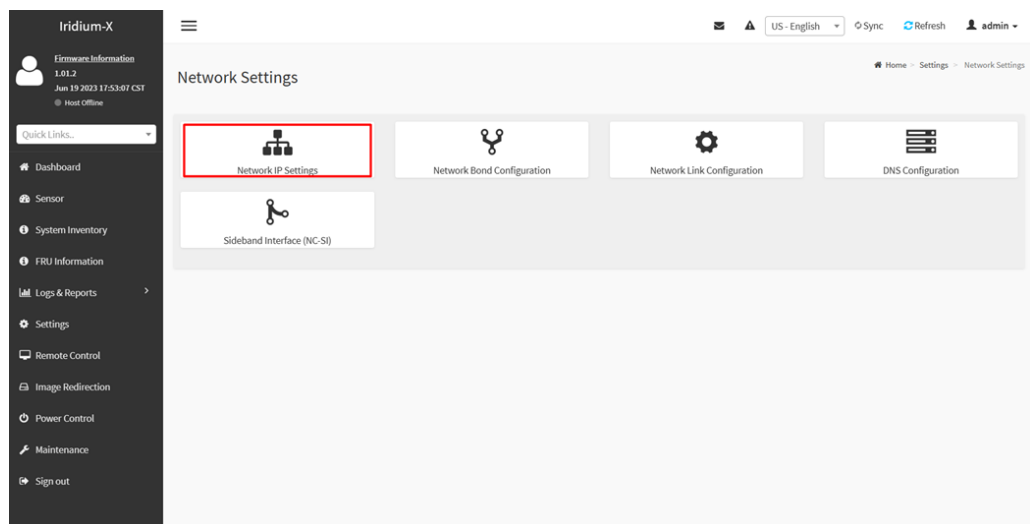 Iridium-X
US - English
Sync
Refresh
admin
Firmware Information
1.01.2
Jun 19 2023 17:53:07 CST
Host Offline
Network Settings
Home > Settings > Network Settings
Quick Links..
Dashboard
Sensor
System Inventory
FRU Information
Logs & Reports
Settings
Remote Control
Image Redirection
Power Control
Maintenance
Sign out
Network IP Settings
Network Bond Configuration
Network Link Configuration
DNS Configuration
Sideband Interface (NC-SI)